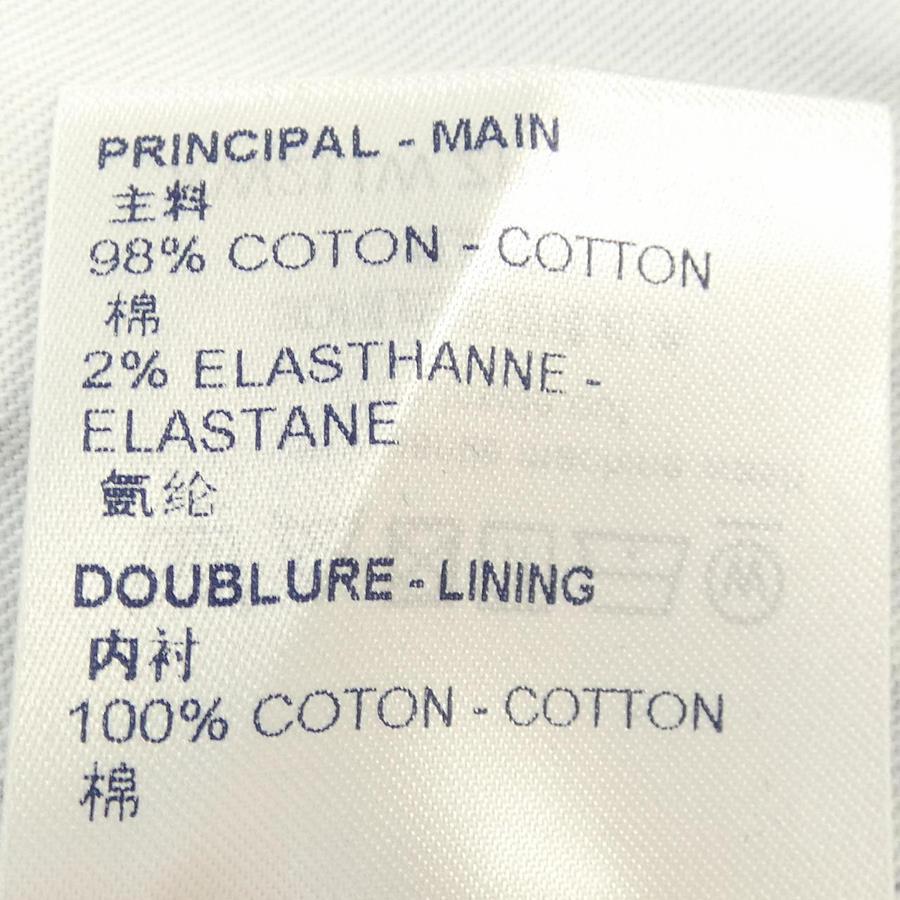 PRINCIPAL - MAIN
主料
98% COTON - COTTON
棉
2% ELASTHANNE -
ELASTANE
氨纶
DOUBLURE - LINING
内衬
100% COTON - COTTON
棉